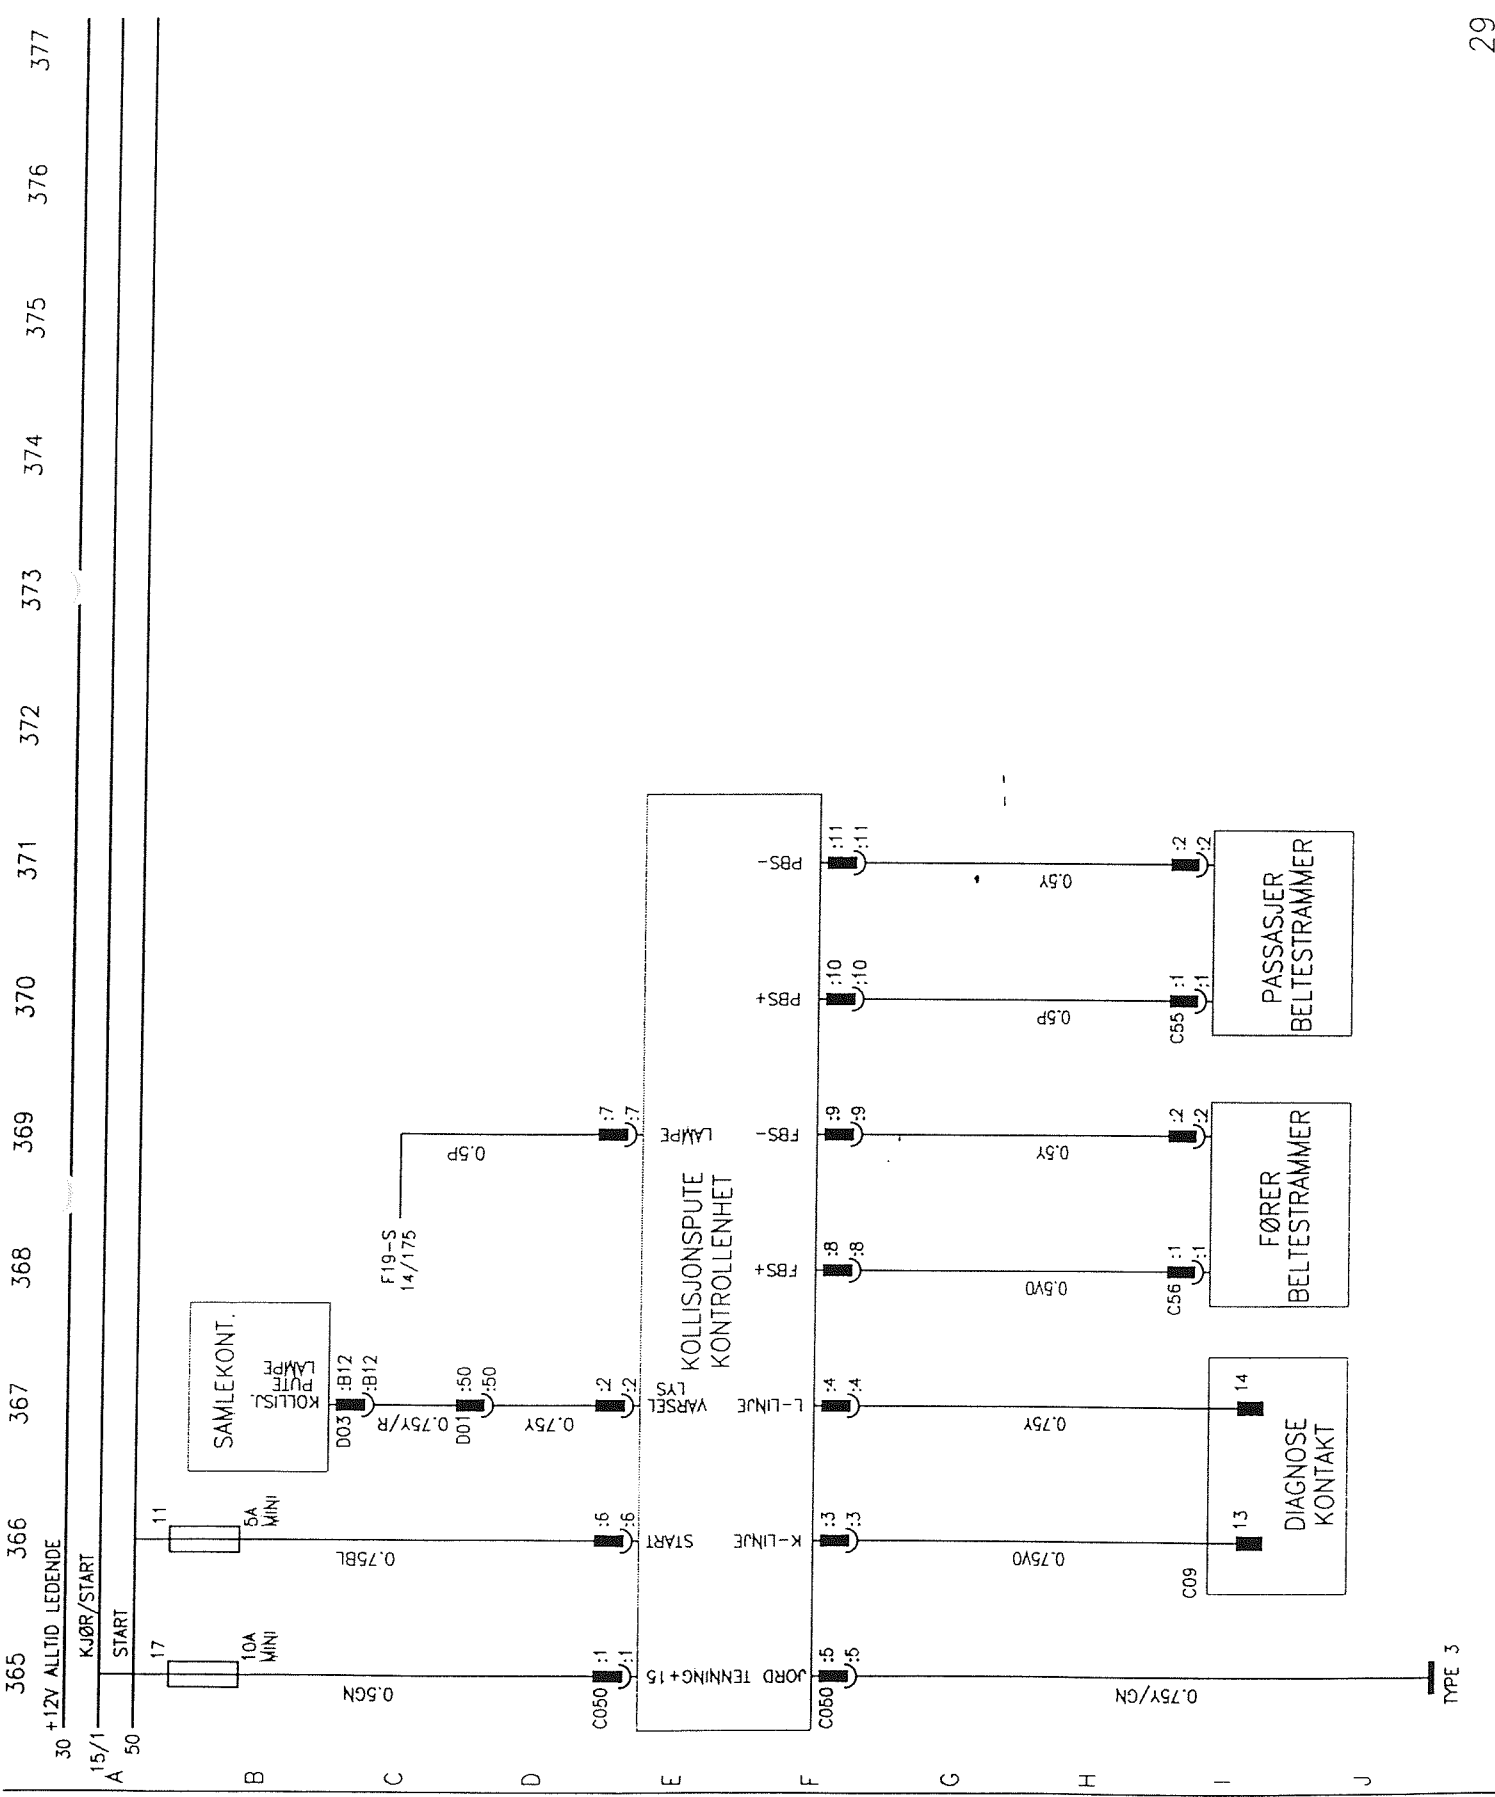 365 366 367 368 369 370 371 372 373 374 375 376 377
30 +12V ALLTID LEDENDE
15/1 KJØR/START
50 START
A
B
C
D
E
F
G
H
I
J
17
10A
MINI
0.5GN
C050 :1
:1
TENNING+15
11
5A
MINI
0.75BL
:6
:6
START
SAMLEKONT.
KOLLISJ.
PUTE
LAMPE
D03 :B12
:B12
0.75Y/R
D01 :50
:50
0.75Y
:2
:2
VARSEL
LYS
F19-S
14/175
0.5P
:7
:7
LAMPE
KOLLISJONSPUTE
KONTROLLENHET
JORD
K-LINJE
L-LINJE
FBS+
FBS-
PBS+
PBS-
C050 :5
:5
:3
:3
:4
:4
:8
:8
:9
:9
:10
:10
:11
:11
0.75Y/GN
0.75VO
0.75Y
0.5VO
0.5Y
0.5P
0.5Y
C09
13
14
DIAGNOSE
KONTAKT
C56 :1
:1
:2
:2
FØRER
BELTESTRAMMER
C55 :1
:1
:2
:2
PASSASJER
BELTESTRAMMER
TYPE 3
29